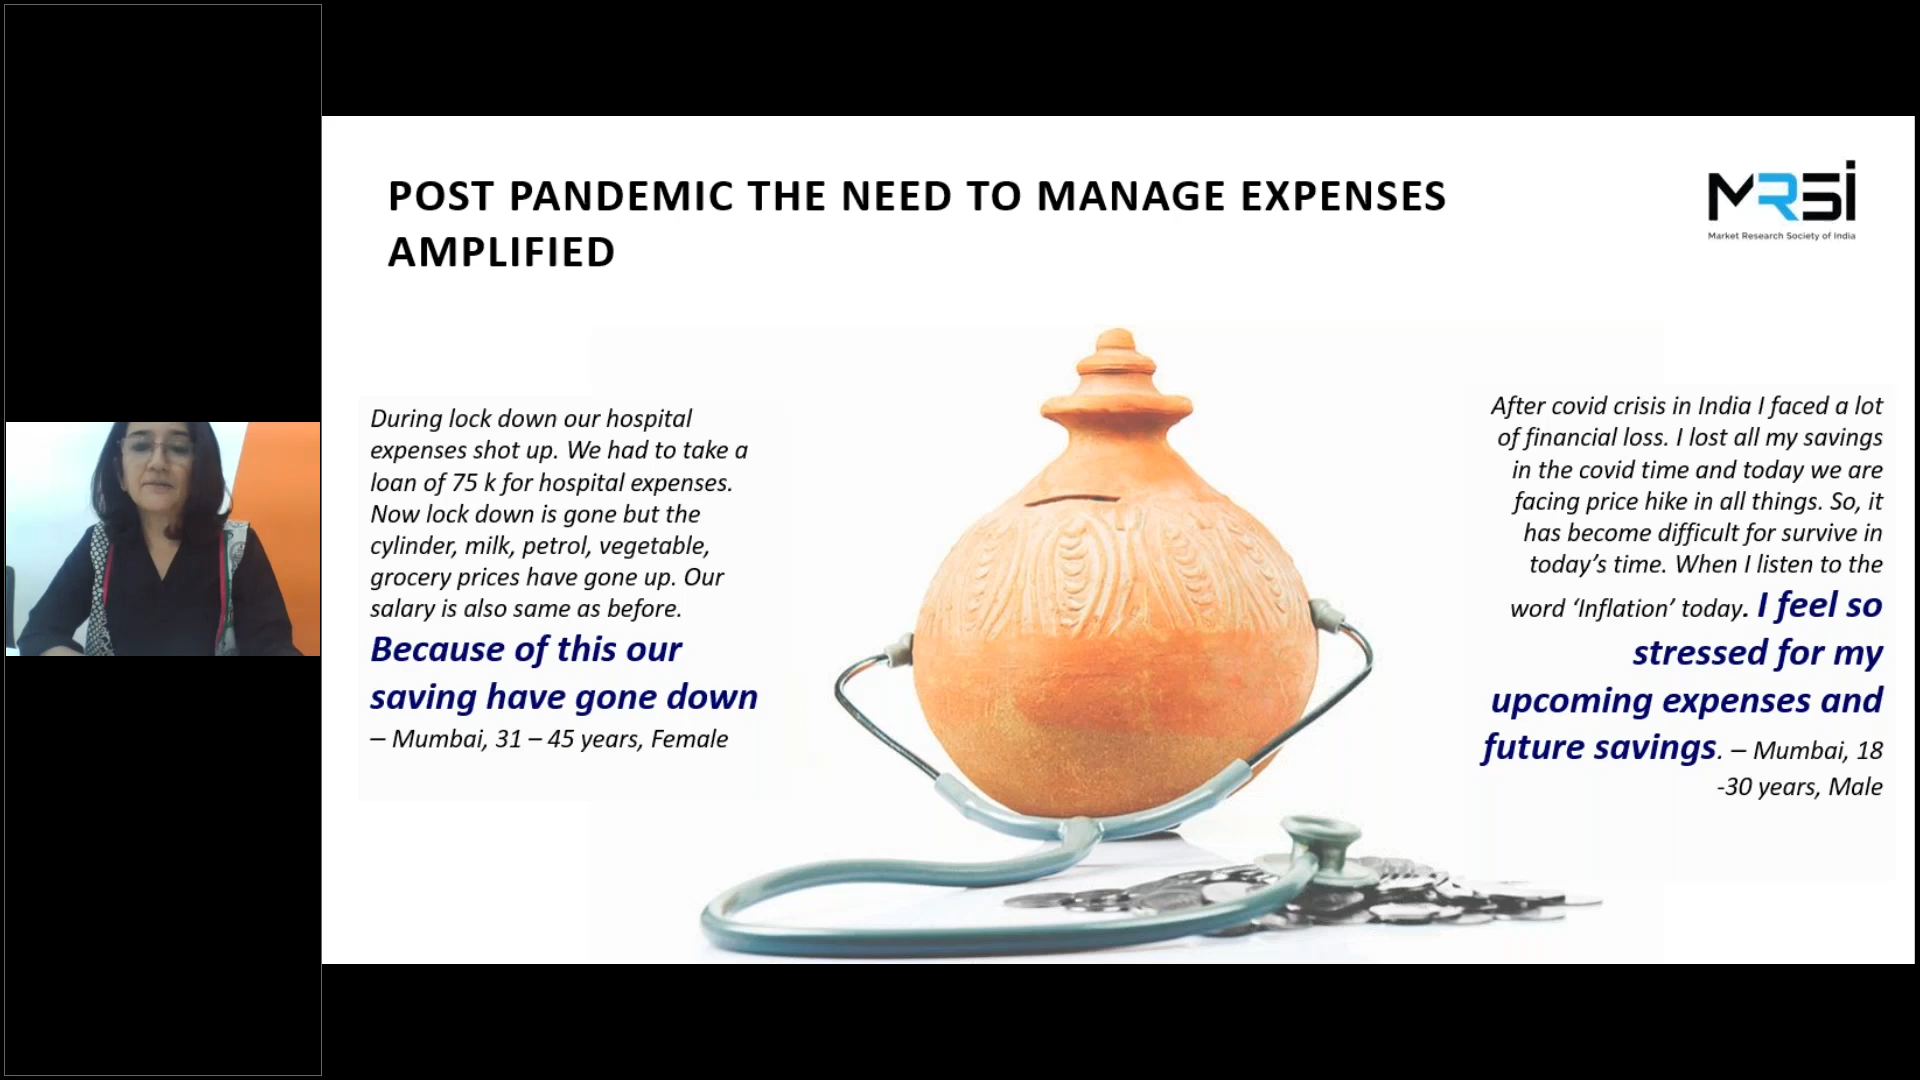 POST PANDEMIC THE NEED TO MANAGE EXPENSES
AMPLIFIED
MRSI
Market Research Society of India
During lock down our hospital
expenses shot up. We had to take a
loan of 75 k for hospital expenses.
Now lock down is gone but the
cylinder, milk, petrol, vegetable,
grocery prices have gone up. Our
salary is also same as before.
Because of this our
saving have gone down
– Mumbai, 31 – 45 years, Female
After covid crisis in India I faced a lot
of financial loss. I lost all my savings
in the covid time and today we are
facing price hike in all things. So, it
has become difficult for survive in
today’s time. When I listen to the
word ‘Inflation’ today. I feel so
stressed for my
upcoming expenses and
future savings. – Mumbai, 18
-30 years, Male